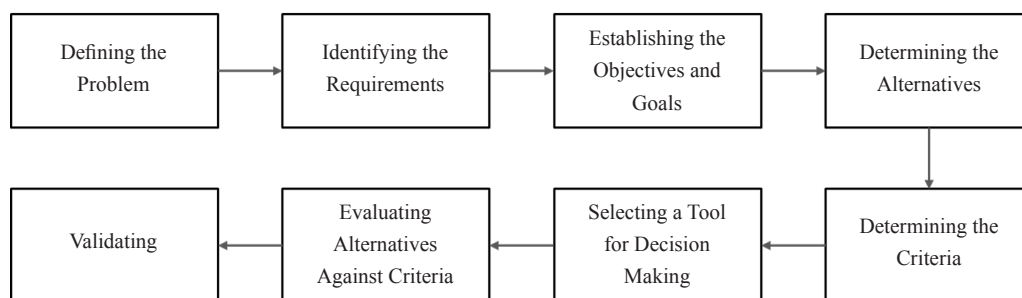 Defining the
Problem
Identifying the
Requirements
Establishing the
Objectives and
Goals
Determining the
Alternatives
Determining the
Criteria
Selecting a Tool
for Decision
Making
Evaluating
Alternatives
Against Criteria
Validating